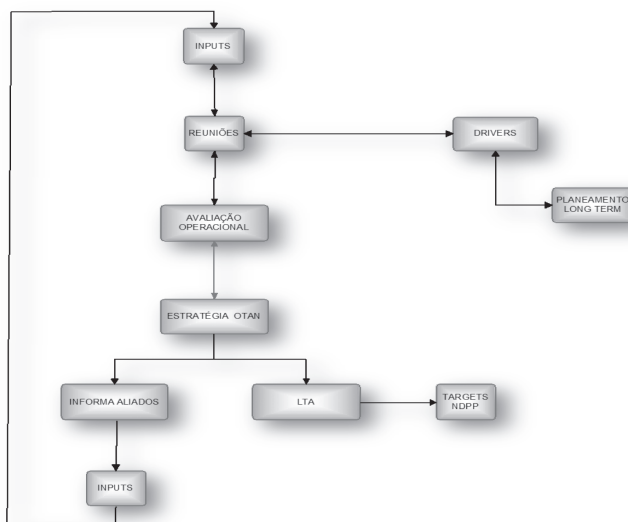 INPUTS
REUNIÕES
DRIVERS
PLANEAMENTO
LONG TERM
AVALIAÇÃO
OPERACIONAL
ESTRATÉGIA OTAN
INFORMA ALIADOS
LTA
TARGETS
NDPP
INPUTS